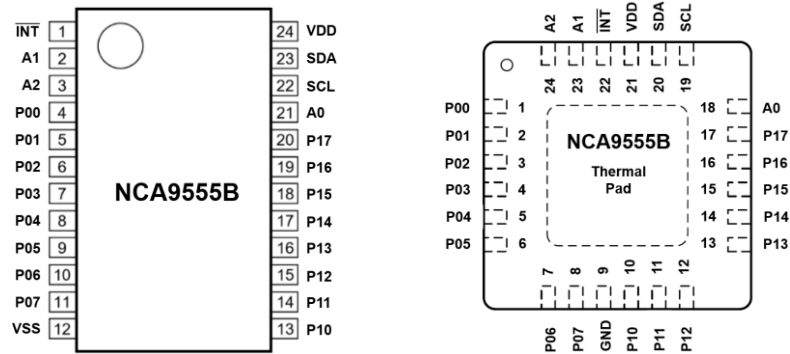 INT 1 24 VDD
A1 2 23 SDA
A2 3 22 SCL
P00 4 21 A0
P01 5 20 P17
P02 6 19 P16
P03 7 NCA9555B 18 P15
P04 8 17 P14
P05 9 16 P13
P06 10 15 P12
P07 11 14 P11
VSS 12 13 P10
A2 A1 INT VDD SDA SCL
24 23 22 21 20 19
P00 1 18 A0
P01 2 NCA9555B 17 P17
P02 3 Thermal 16 P16
P03 4 Pad 15 P15
P04 5 14 P14
P05 6 13 P13
7 8 9 10 11 12
P06 P07 GND P10 P11 P12